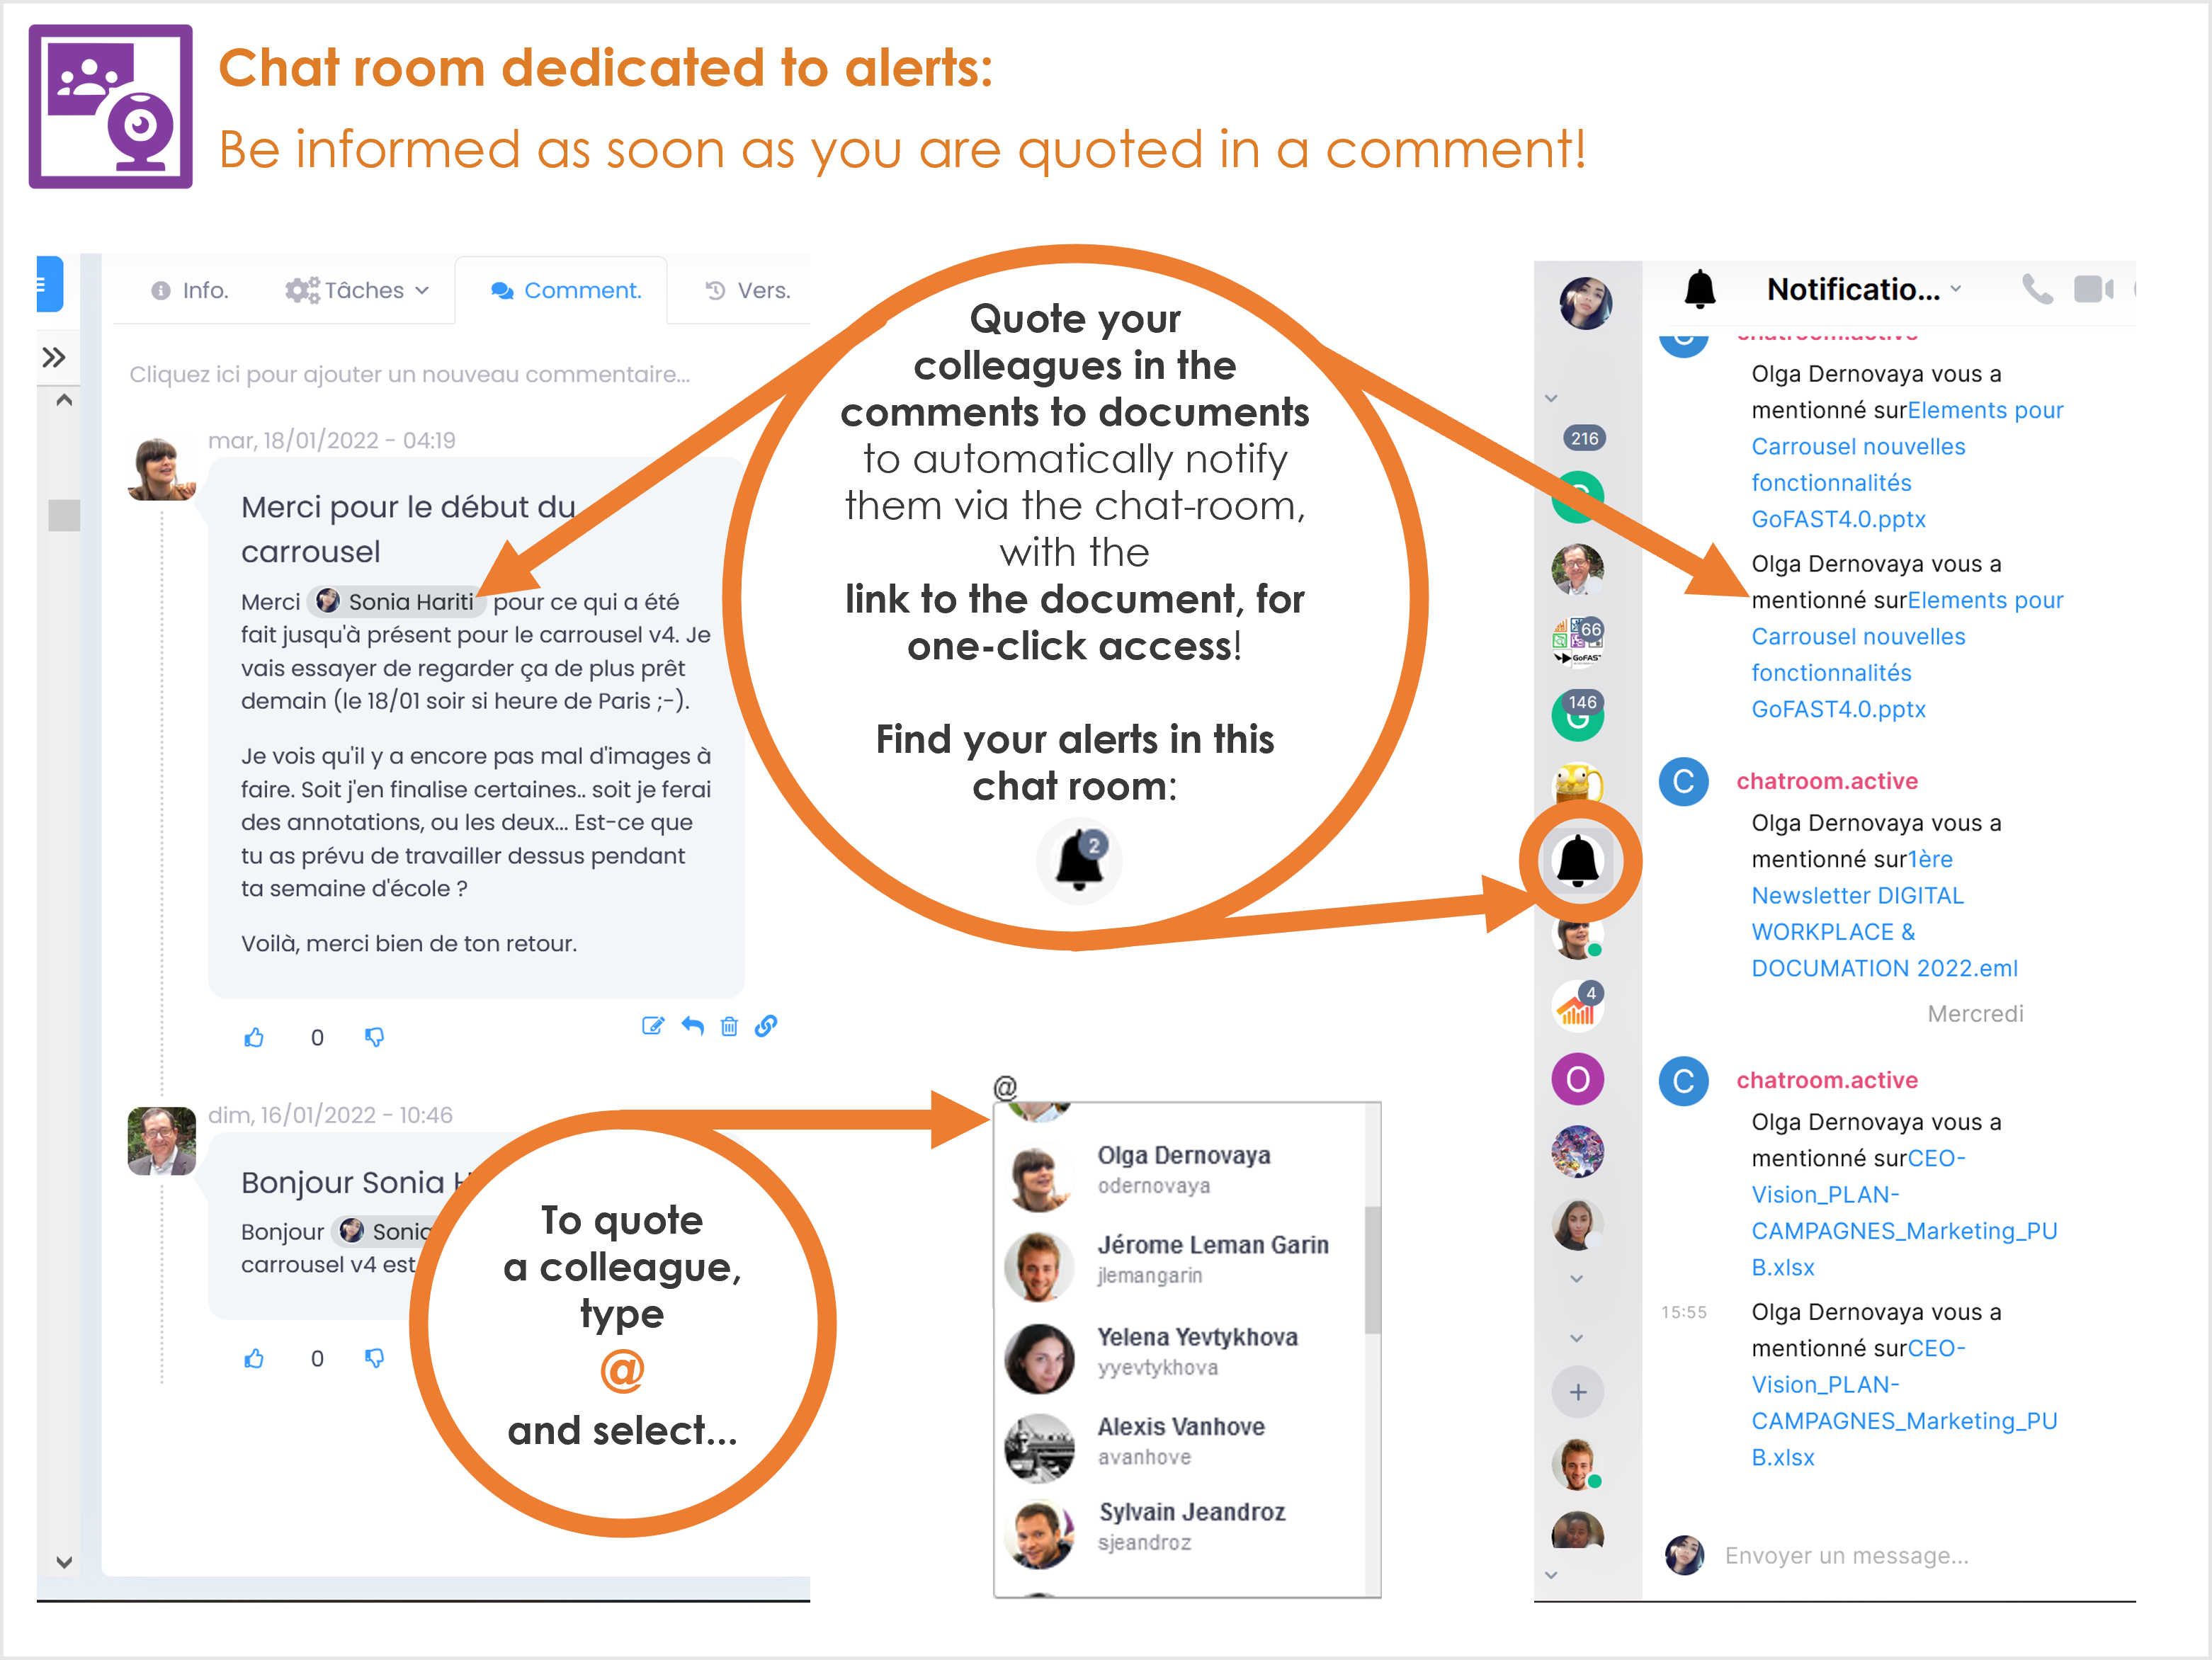 Chat room dedicated to alerts:
Be informed as soon as you are quoted in a comment!
Info.
Tâches
Comment.
Vers.
Cliquez ici pour ajouter un nouveau commentaire...
mar, 18/01/2022 - 04:19
Merci pour le début du
carrousel
Merci Sonia Hariti pour ce qui a été
fait jusqu'à présent pour le carrousel v4. Je
vais essayer de regarder ça de plus prêt
demain (le 18/01 soir si heure de Paris ;-).
Je vois qu'il y a encore pas mal d'images à
faire. Soit j'en finalise certaines.. soit je ferai
des annotations, ou les deux... Est-ce que
tu as prévu de travailler dessus pendant
ta semaine d'école ?
Voilà, merci bien de ton retour.
0
dim, 16/01/2022 - 10:46
Bonjour Sonia H
Bonjour Sonia
carrousel v4 est
0
Quote your
colleagues in the
comments to documents
to automatically notify
them via the chat-room,
with the
link to the document, for
one-click access!
Find your alerts in this
chat room:
2
To quote
a colleague,
type
@
and select...
@
Olga Dernovaya
odernovaya
Jérome Leman Garin
jlemangarin
Yelena Yevtykhova
yyevtykhova
Alexis Vanhove
avanhove
Sylvain Jeandroz
sjeandroz
216
66
GoFAST
146
G
4
O
+
Notificatio...
chatroom.active
Olga Dernovaya vous a
mentionné surElements pour
Carrousel nouvelles
fonctionnalités
GoFAST4.0.pptx
Olga Dernovaya vous a
mentionné surElements pour
Carrousel nouvelles
fonctionnalités
GoFAST4.0.pptx
C
chatroom.active
Olga Dernovaya vous a
mentionné sur1ère
Newsletter DIGITAL
WORKPLACE &
DOCUMATION 2022.eml
Mercredi
C
chatroom.active
Olga Dernovaya vous a
mentionné surCEO-
Vision_PLAN-
CAMPAGNES_Marketing_PU
B.xlsx
15:55
Olga Dernovaya vous a
mentionné surCEO-
Vision_PLAN-
CAMPAGNES_Marketing_PU
B.xlsx
Envoyer un message...